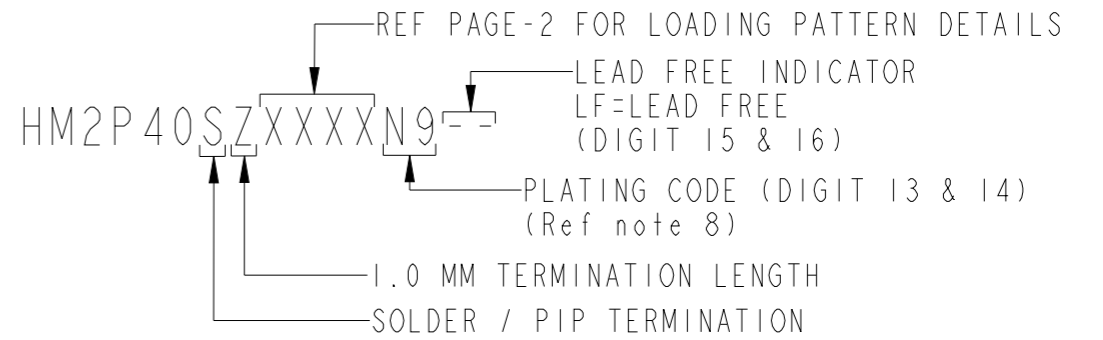 REF PAGE-2 FOR LOADING PATTERN DETAILS
LEAD FREE INDICATOR
LF=LEAD FREE
(DIGIT 15 & 16)
HM2P40SZXXXXN9--
PLATING CODE (DIGIT 13 & 14)
(Ref note 8)
1.0 MM TERMINATION LENGTH
SOLDER / PIP TERMINATION